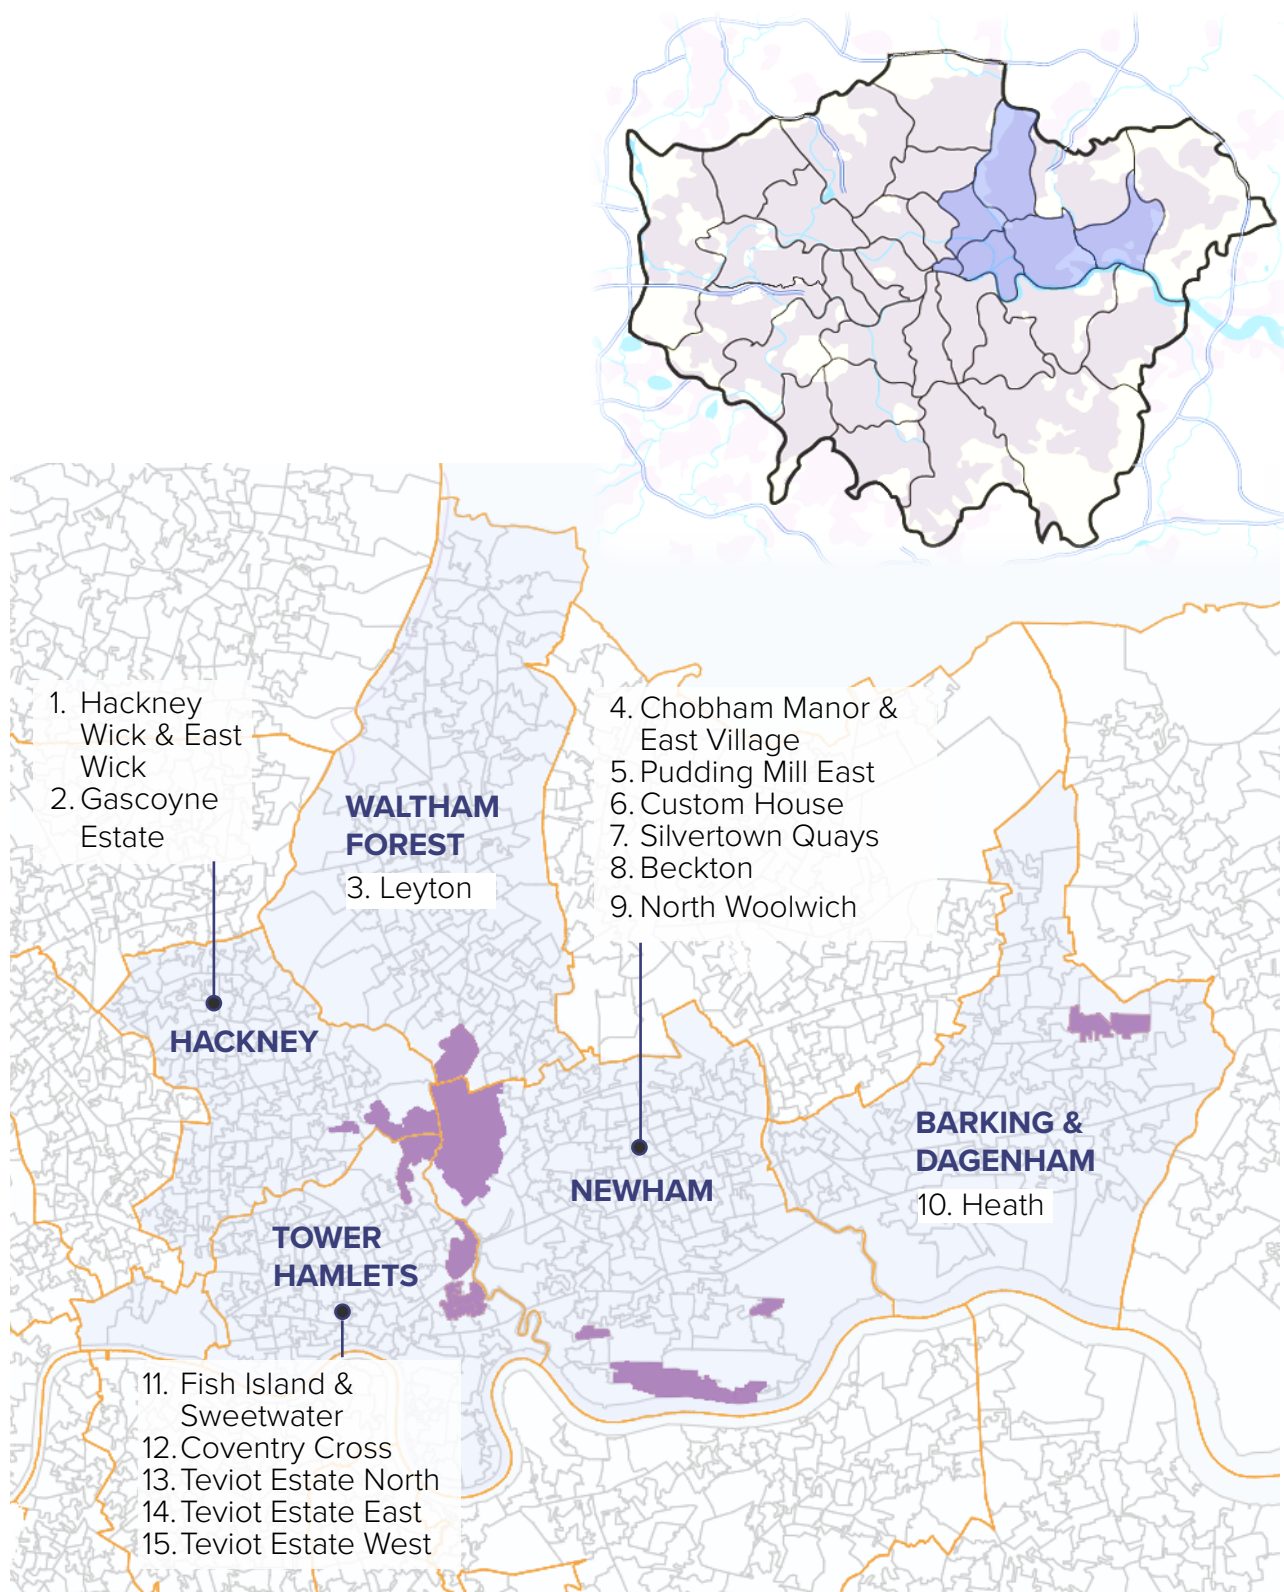 1. Hackney
Wick & East
Wick
2. Gascoyne
Estate
WALTHAM
FOREST
3. Leyton
4. Chobham Manor &
East Village
5. Pudding Mill East
6. Custom House
7. Silvertown Quays
8. Beckton
9. North Woolwich
HACKNEY
BARKING &
DAGENHAM
10. Heath
NEWHAM
TOWER
HAMLETS
11. Fish Island &
Sweetwater
12. Coventry Cross
13. Teviot Estate North
14. Teviot Estate East
15. Teviot Estate West